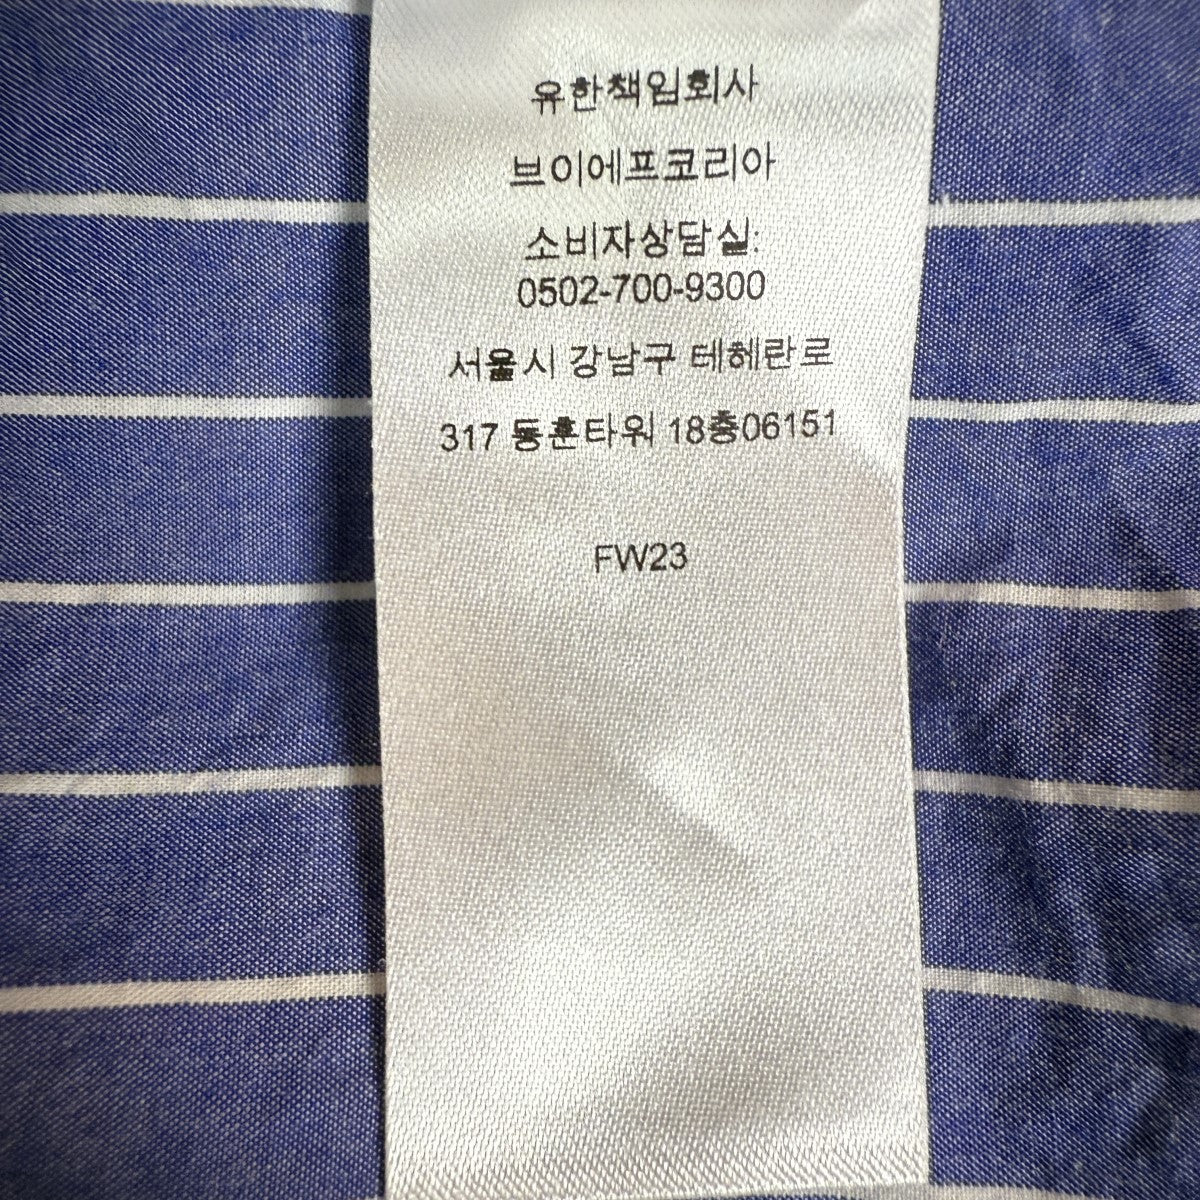 유한책임회사
브이에프코리아
소비자상담실:
0502-700-9300
서울시 강남구 테헤란로
317 동훈타워 18층06151
FW23